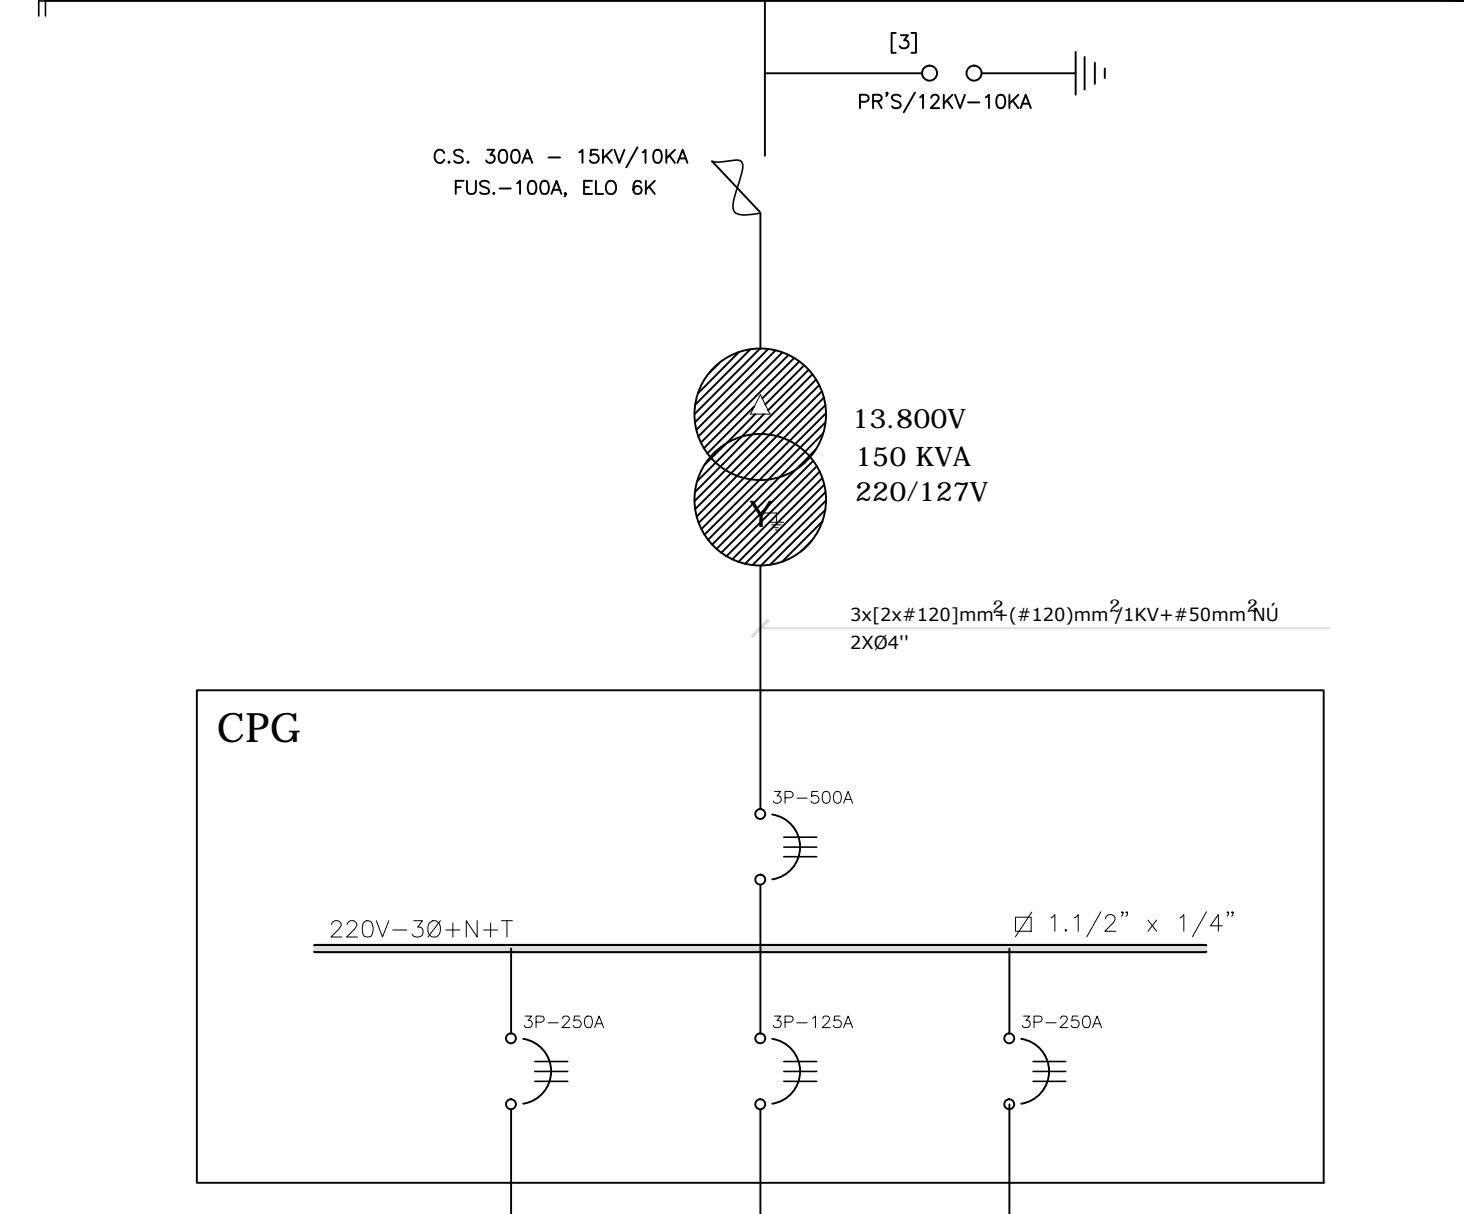 [3]
PR'S/12KV-10KA
C.S. 300A - 15KV/10KA
FUS.-100A, ELO 6K
△
13.800V
150 KVA
220/127V
Y
3x[2x#120]mm²+(#120)mm²/1KV+#50mm²NÚ
2XØ4''
CPG
3P-500A
220V-3Ø+N+T
1.1/2” x 1/4”
3P-250A
3P-125A
3P-250A